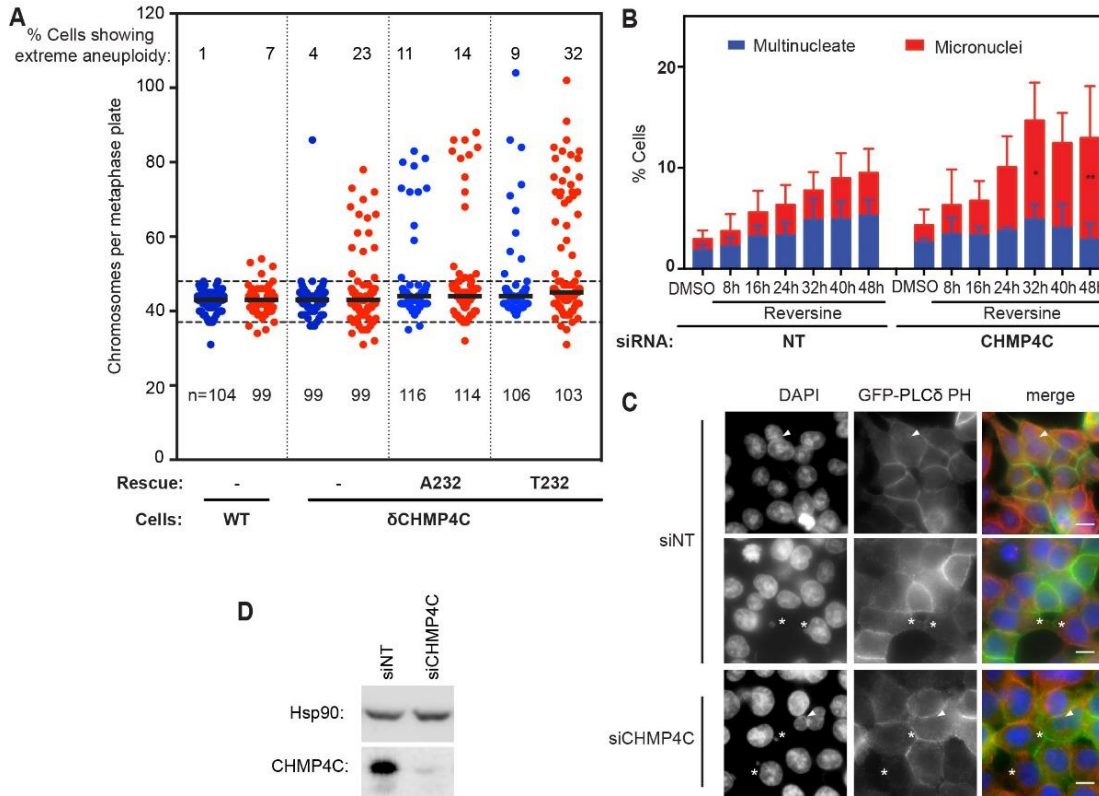 A
% Cells showing
extreme aneuploidy:
1 7 4 23 11 14 9 32
Chromosomes per metaphase plate
120
100
80
60
40
20
0
n=104 99 99 99 116 114 106 103
Rescue: - - A232 T232
Cells: WT δCHMP4C
B
Multinucleate Micronuclei
% Cells
20
10
0
* **
DMSO 8h 16h 24h 32h 40h 48h DMSO 8h 16h 24h 32h 40h 48h
Reversine Reversine
siRNA: NT CHMP4C
C
DAPI GFP-PLCδ PH merge
siNT
* * * * * *
siCHMP4C
* * *
* * *
D
siNT siCHMP4C
Hsp90:
CHMP4C: